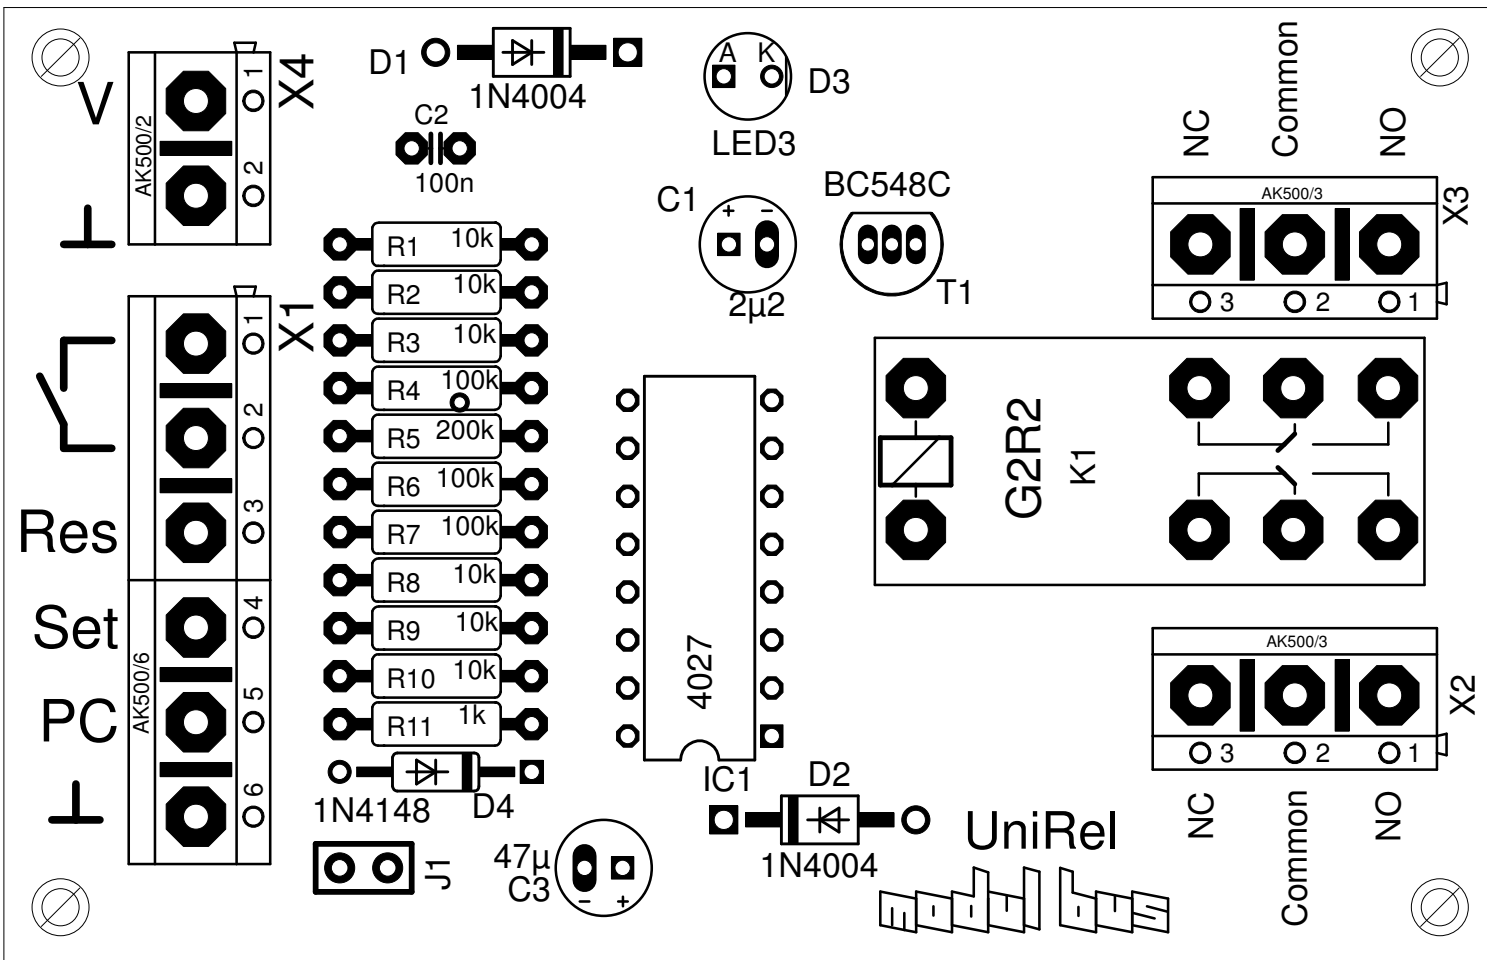 V
AK500/2
1
2
X4
D1
1N4004
C2
100n
A K
D3
LED3
C1
+ −
2µ2
BC548C
T1
NC
Common
NO
AK500/3
X3
3 2 1
X1
1
2
3
4
5
6
AK500/6
Res
Set
PC
R1 10k
R2 10k
R3 10k
R4 100k
R5 200k
R6 100k
R7 100k
R8 10k
R9 10k
R10 10k
R11 1k
1N4148 D4
J1
47µ
C3
− +
4027
IC1
D2
1N4004
G2R2
K1
AK500/3
X2
3 2 1
NC
Common
NO
UniRel
modul bus